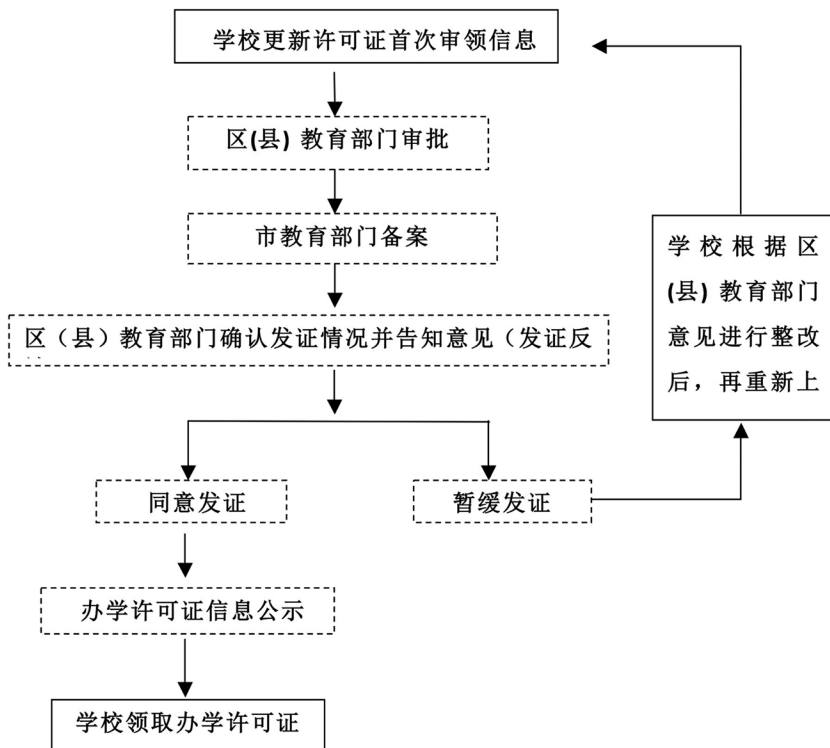 学校更新许可证首次审领信息
区(县) 教育部门审批
市教育部门备案
区（县）教育部门确认发证情况并告知意见（发证反
同意发证
暂缓发证
办学许可证信息公示
学校领取办学许可证
学校根据区
(县) 教育部门
意见进行整改
后，再重新上